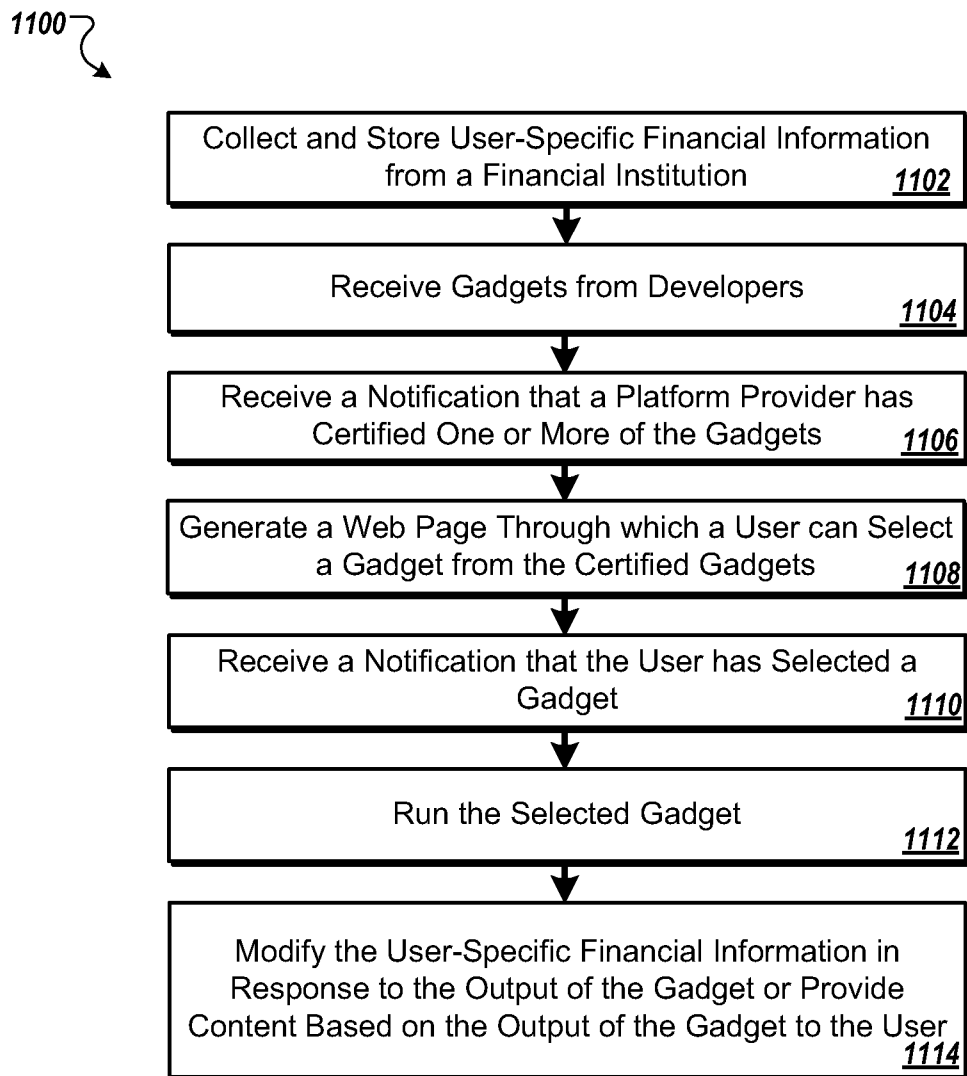 1100
Collect and Store User-Specific Financial Information
from a Financial Institution
1102
Receive Gadgets from Developers
1104
Receive a Notification that a Platform Provider has
Certified One or More of the Gadgets
1106
Generate a Web Page Through which a User can Select
a Gadget from the Certified Gadgets
1108
Receive a Notification that the User has Selected a
Gadget
1110
Run the Selected Gadget
1112
Modify the User-Specific Financial Information in
Response to the Output of the Gadget or Provide
Content Based on the Output of the Gadget to the User
1114